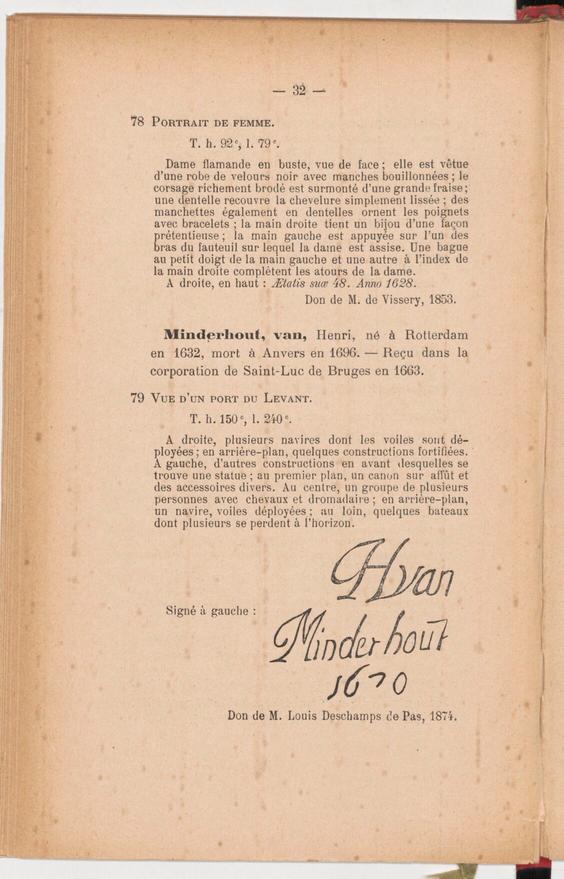 — 32 —
78 PORTRAIT DE FEMME.
T. h. 92ᶜ, l. 79ᶜ.
Dame flamande en buste, vue de face ; elle est vêtue
d'une robe de velours noir avec manches bouillonnées ; le
corsage richement brodé est surmonté d'une grande fraise ;
une dentelle recouvre la chevelure simplement lissée ; des
manchettes également en dentelles ornent les poignets
avec bracelets ; la main droite tient un bijou d'une façon
prétentieuse ; la main gauche est appuyée sur l'un des
bras du fauteuil sur lequel la dame est assise. Une bague
au petit doigt de la main gauche et une autre à l'index de
la main droite complètent les atours de la dame.
A droite, en haut : Ætatis suæ 48. Anno 1628.
Don de M. de Vissery, 1853.
Minderhout, van, Henri, né à Rotterdam
en 1632, mort à Anvers en 1696. — Reçu dans la
corporation de Saint-Luc de Bruges en 1663.
79 VUE D'UN PORT DU LEVANT.
T. h. 150ᶜ, l. 240ᶜ.
A droite, plusieurs navires dont les voiles sont dé-
ployées ; en arrière-plan, quelques constructions fortifiées.
A gauche, d'autres constructions en avant desquelles se
trouve une statue ; au premier plan, un canon sur affût et
des accessoires divers. Au centre, un groupe de plusieurs
personnes avec chevaux et dromadaire ; en arrière-plan,
un navire, voiles déployées ; au loin, quelques bateaux
dont plusieurs se perdent à l'horizon.
Hvan
Signé à gauche :
Minderhout
1670
Don de M. Louis Deschamps de Pas, 1874.